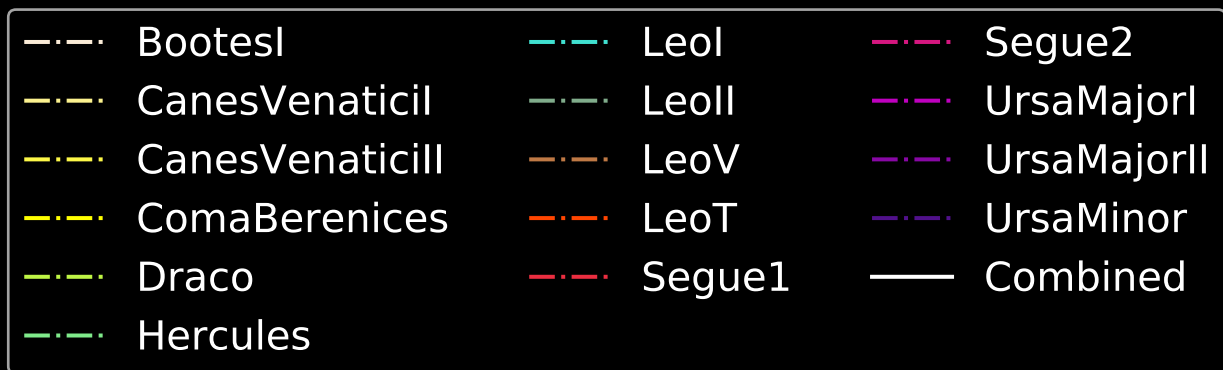 BootesI
CanesVenaticiI
CanesVenaticiII
ComaBerenices
Draco
Hercules
LeoI
LeoII
LeoV
LeoT
Segue1
Segue2
UrsaMajorI
UrsaMajorII
UrsaMinor
Combined